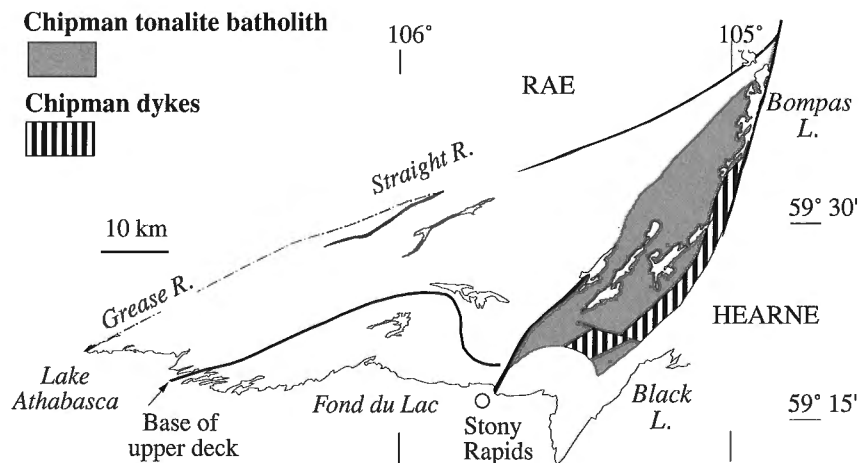 Chipman tonalite batholith
Chipman dykes
106°
105°
RAE
Bompas
L.
Straight R.
59° 30'
10 km
Grease R.
HEARNE
Lake
Athabasca
Base of
upper deck
Fond du Lac
Stony
Rapids
Black
L.
59° 15'